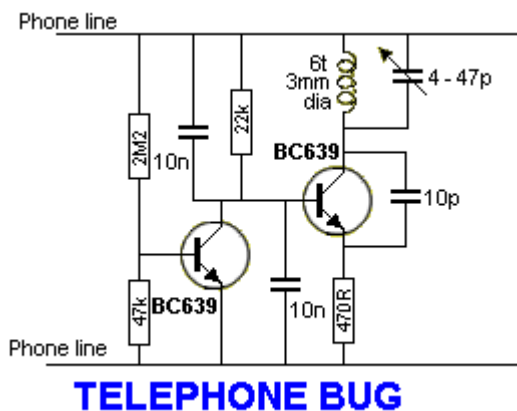 Phone line
6t
3mm
dia
4 - 47p
2M2
10n
22k
BC639
10p
47k
BC639
10n
470R
Phone line
TELEPHONE BUG